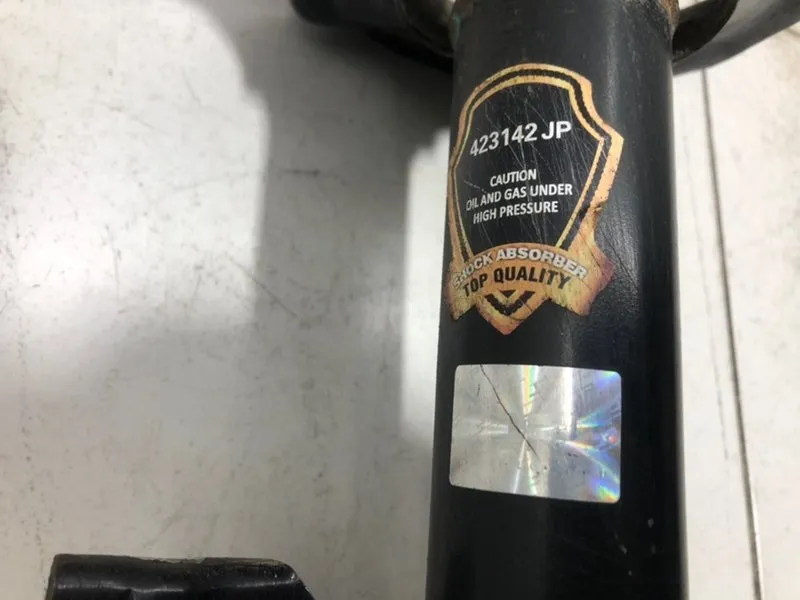 423142 JP
CAUTION
OIL AND GAS UNDER
HIGH PRESSURE
SHOCK ABSORBER
TOP QUALITY